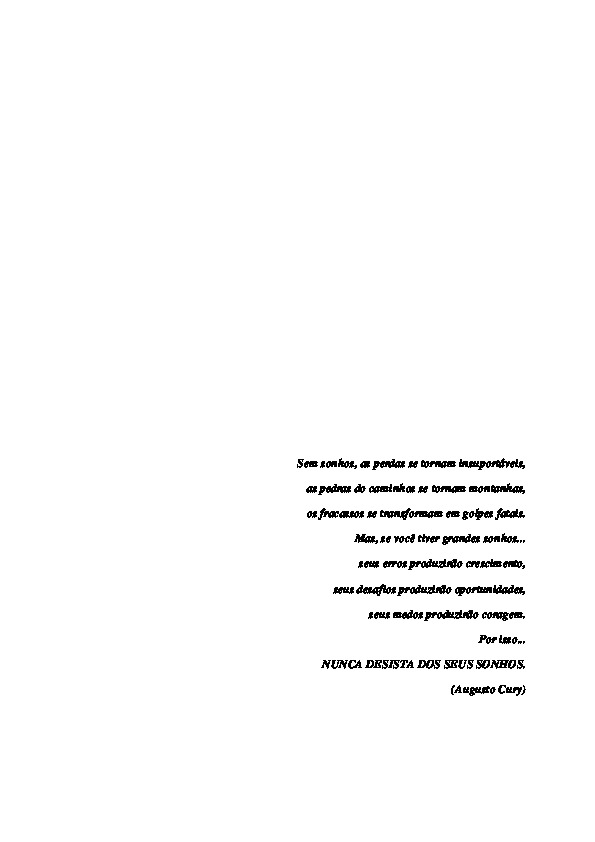 Sem sonhos, as perdas se tornam insuportáveis,
as pedras do caminhos se tornam montanhas,
os fracassos se transformam em golpes fatais.
Mas, se você tiver grandes sonhos...
seus erros produzirão crescimento,
seus desafios produzirão oportunidades,
seus medos produzirão coragem.
Por isso...
NUNCA DESISTA DOS SEUS SONHOS.
(Augusto Cury)